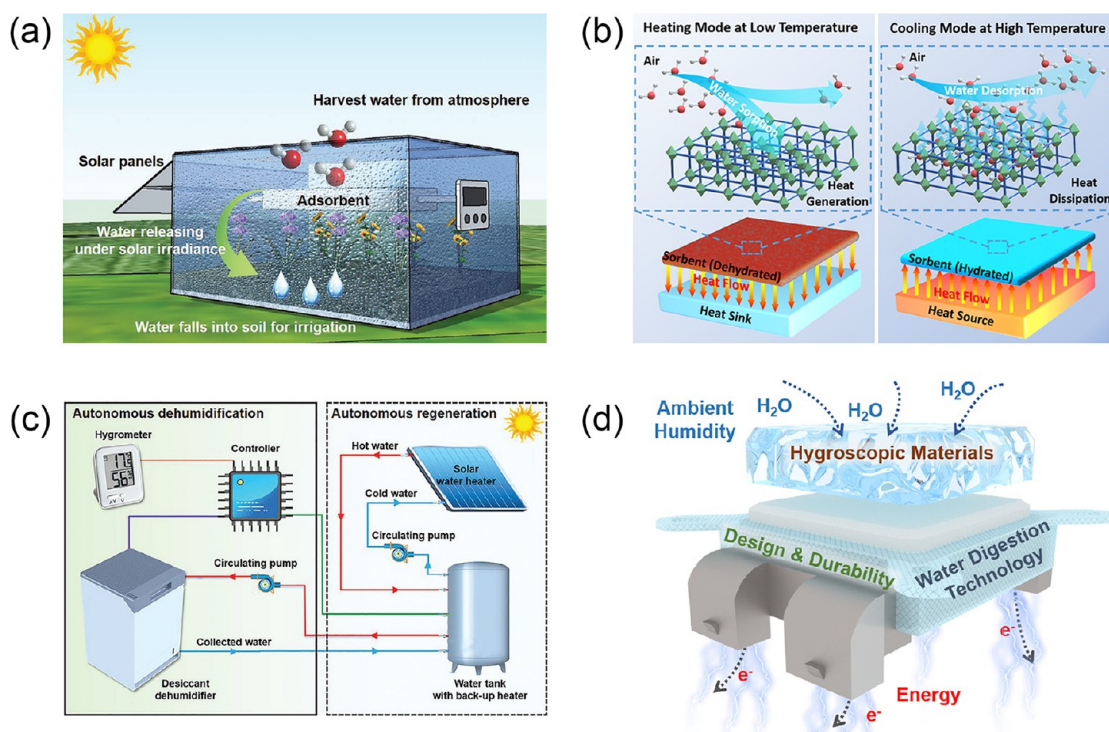 (a)
Harvest water from atmosphere
Solar panels
Adsorbent
Water releasing
under solar irradiance
Water falls into soil for irrigation
(b)
Heating Mode at Low Temperature
Air
Water Sorption
Heat
Generation
Sorbent (Dehydrated)
Heat Flow
Heat Sink
Cooling Mode at High Temperature
Air
Water Desorption
Heat
Dissipation
Sorbent (Hydrated)
Heat Flow
Heat Source
(c)
Autonomous dehumidification
Hygrometer
Controller
Circulating pump
Collected water
Desiccant
dehumidifier
Autonomous regeneration
Hot water
Solar
water heater
Cold water
Circulating pump
Water tank
with back-up heater
(d)
Ambient
Humidity
H₂O
H₂O
H₂O
Hygroscopic Materials
Design & Durability
Water Digestion
Technology
e⁻
e⁻
e⁻
Energy